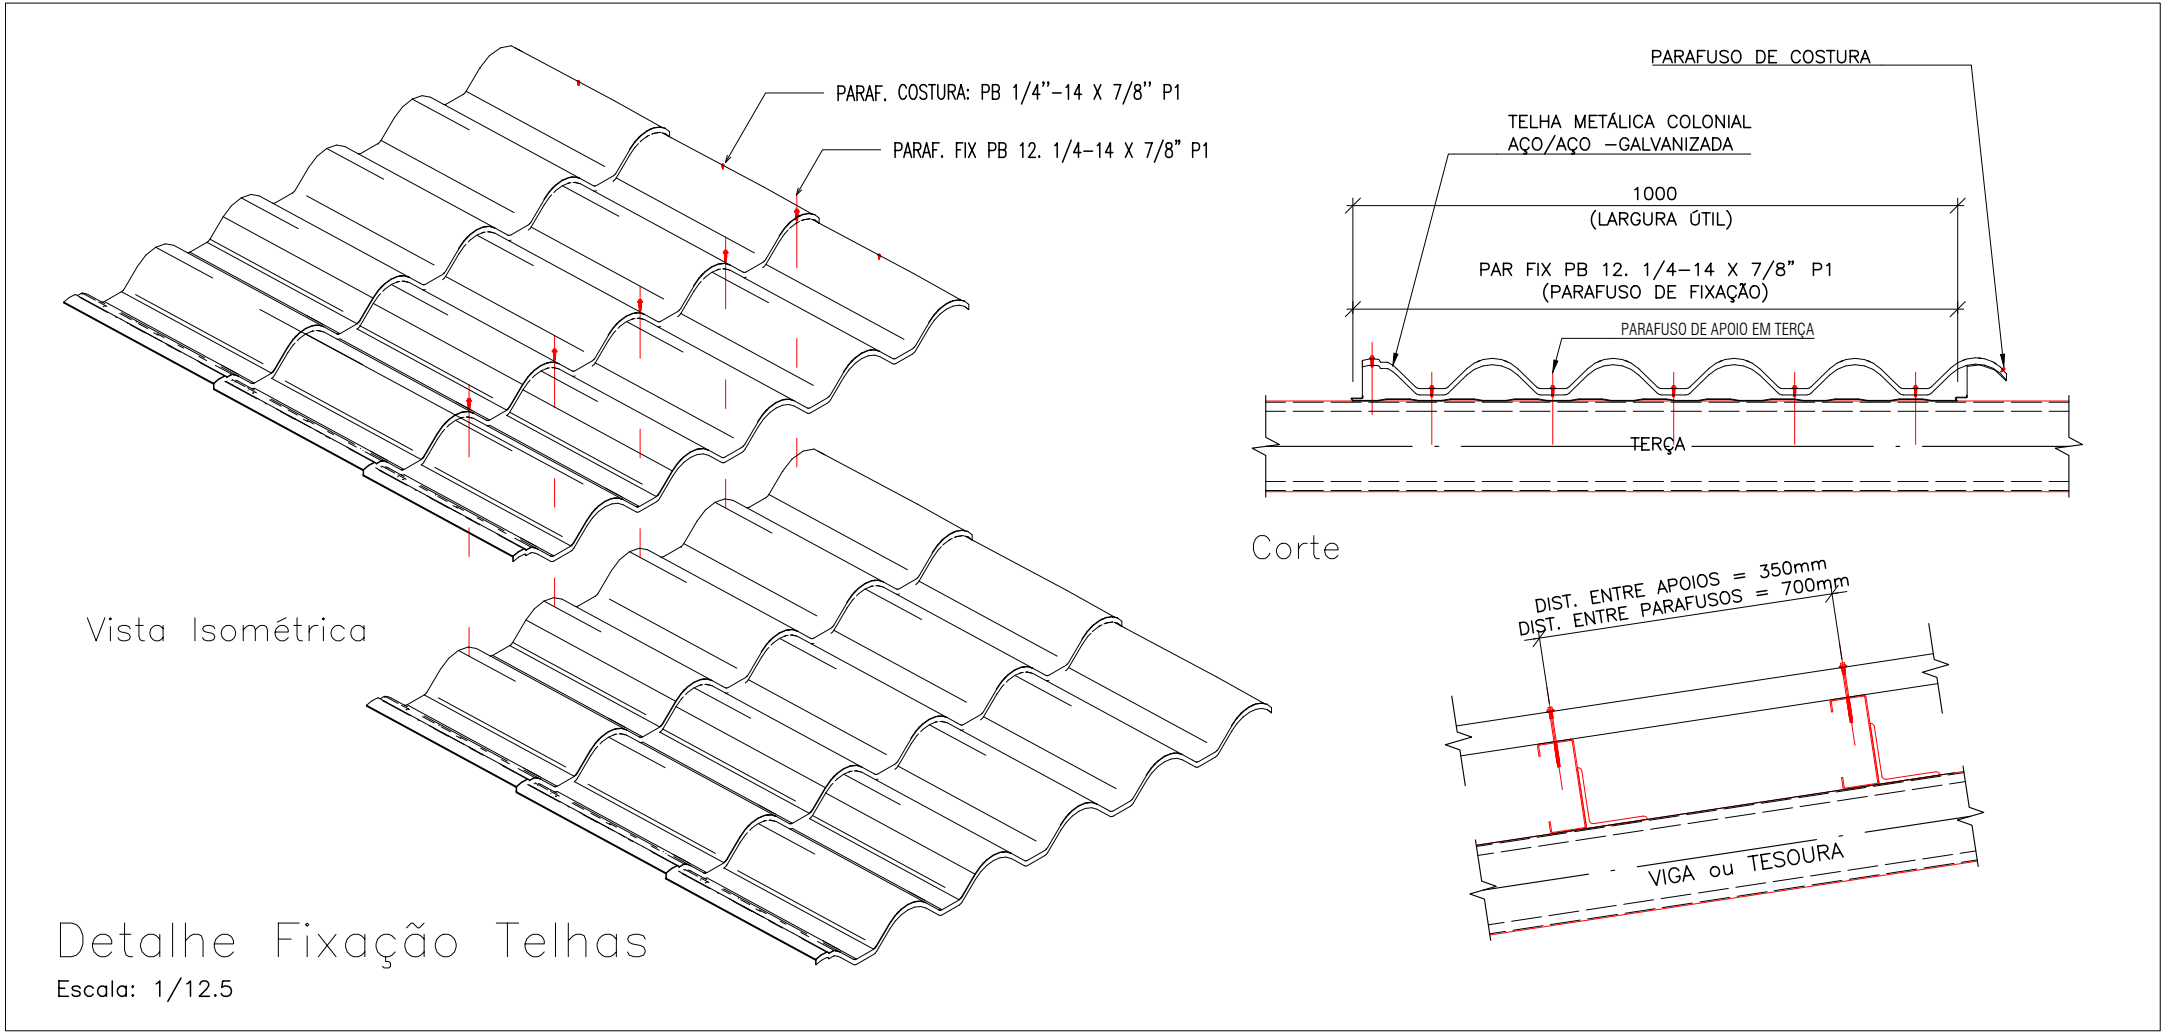 PARAF. COSTURA: PB 1/4’’-14 X 7/8’’ P1
PARAF. FIX PB 12. 1/4-14 X 7/8” P1
Vista Isométrica
PARAFUSO DE COSTURA
TELHA METÁLICA COLONIAL
AÇO/AÇO -GALVANIZADA
1000
(LARGURA ÚTIL)
PAR FIX PB 12. 1/4-14 X 7/8” P1
(PARAFUSO DE FIXAÇÃO)
PARAFUSO DE APOIO EM TERÇA
TERÇA
Corte
DIST. ENTRE APOIOS = 350mm
DIST. ENTRE PARAFUSOS = 700mm
VIGA ou TESOURA
Detalhe Fixação Telhas
Escala: 1/12.5